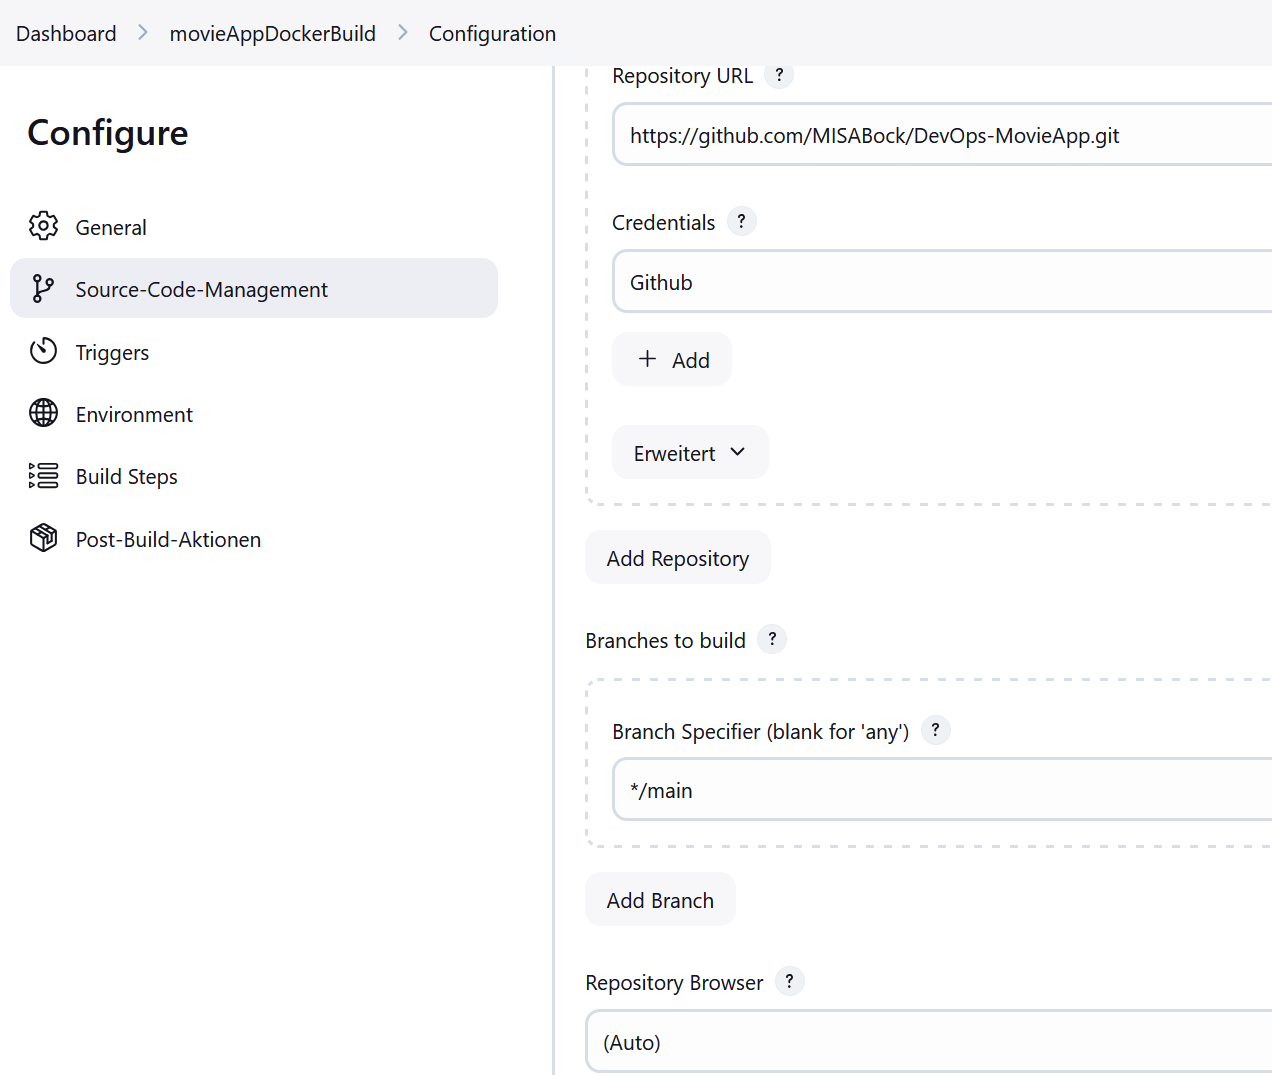 Dashboard > movieAppDockerBuild > Configuration
Configure
General
Source-Code-Management
Triggers
Environment
Build Steps
Post-Build-Aktionen
Repository URL ?
https://github.com/MISABock/DevOps-MovieApp.git
Credentials ?
Github
+ Add
Erweitert
Add Repository
Branches to build ?
Branch Specifier (blank for 'any') ?
*/main
Add Branch
Repository Browser ?
(Auto)